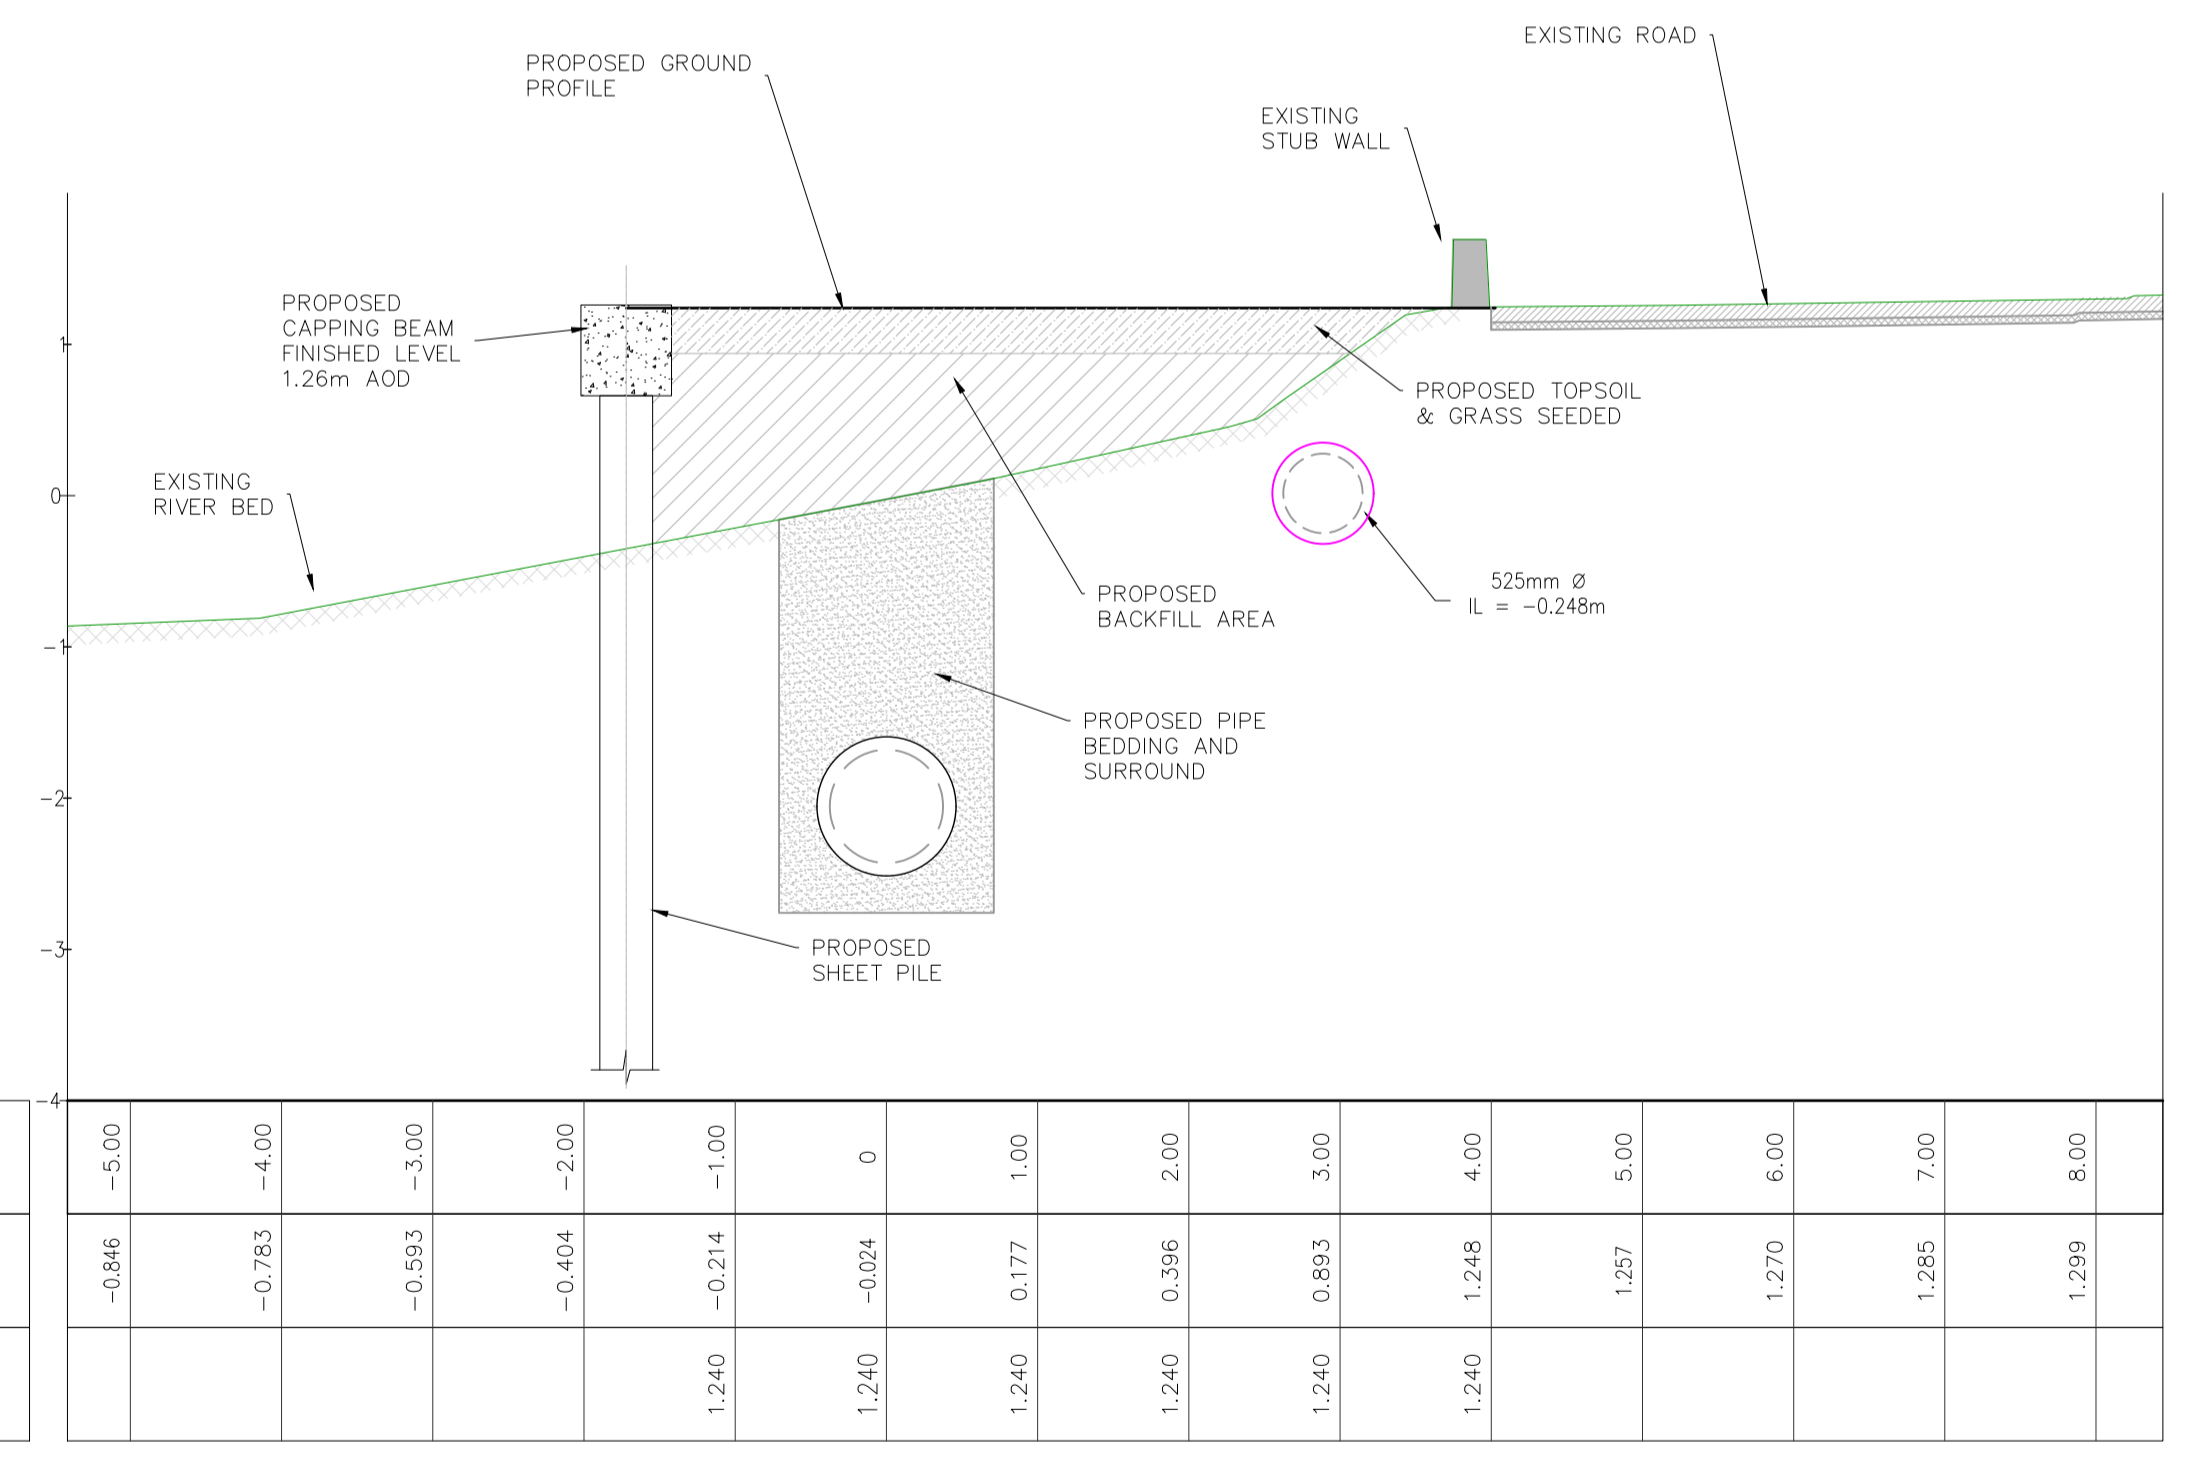 EXISTING ROAD
PROPOSED GROUND
PROFILE
EXISTING
STUB WALL
PROPOSED
CAPPING BEAM
FINISHED LEVEL
1.26m AOD
PROPOSED TOPSOIL
& GRASS SEEDED
EXISTING
RIVER BED
525mm Ø
IL = -0.248m
PROPOSED
BACKFILL AREA
PROPOSED PIPE
BEDDING AND
SURROUND
PROPOSED
SHEET PILE
1
0
-1
-2
-3
-4
-5.00 -4.00 -3.00 -2.00 -1.00 0 1.00 2.00 3.00 4.00 5.00 6.00 7.00 8.00
-0.846 -0.783 -0.593 -0.404 -0.214 -0.024 0.177 0.396 0.893 1.248 1.257 1.270 1.285 1.299
1.240 1.240 1.240 1.240 1.240 1.240